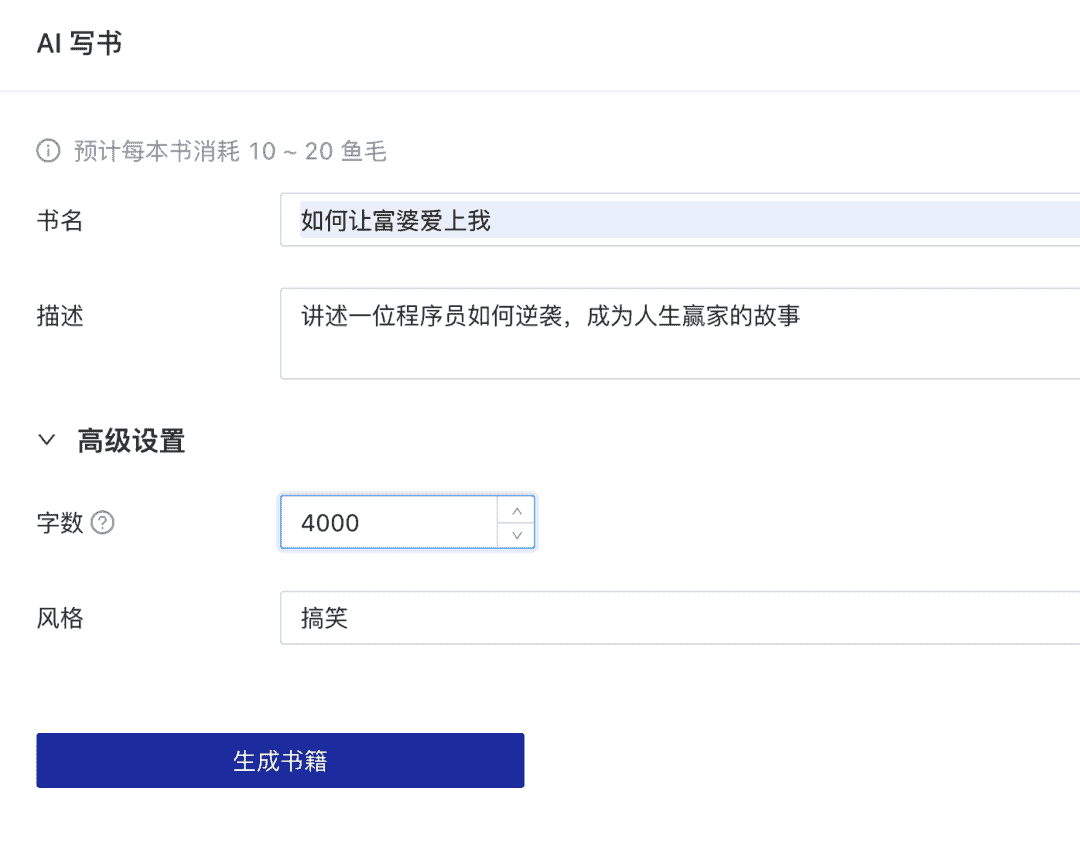 AI 写书
预计每本书消耗 10 ~ 20 鱼毛
书名
如何让富婆爱上我
描述
讲述一位程序员如何逆袭，成为人生赢家的故事
高级设置
字数
4000
风格
搞笑
生成书籍